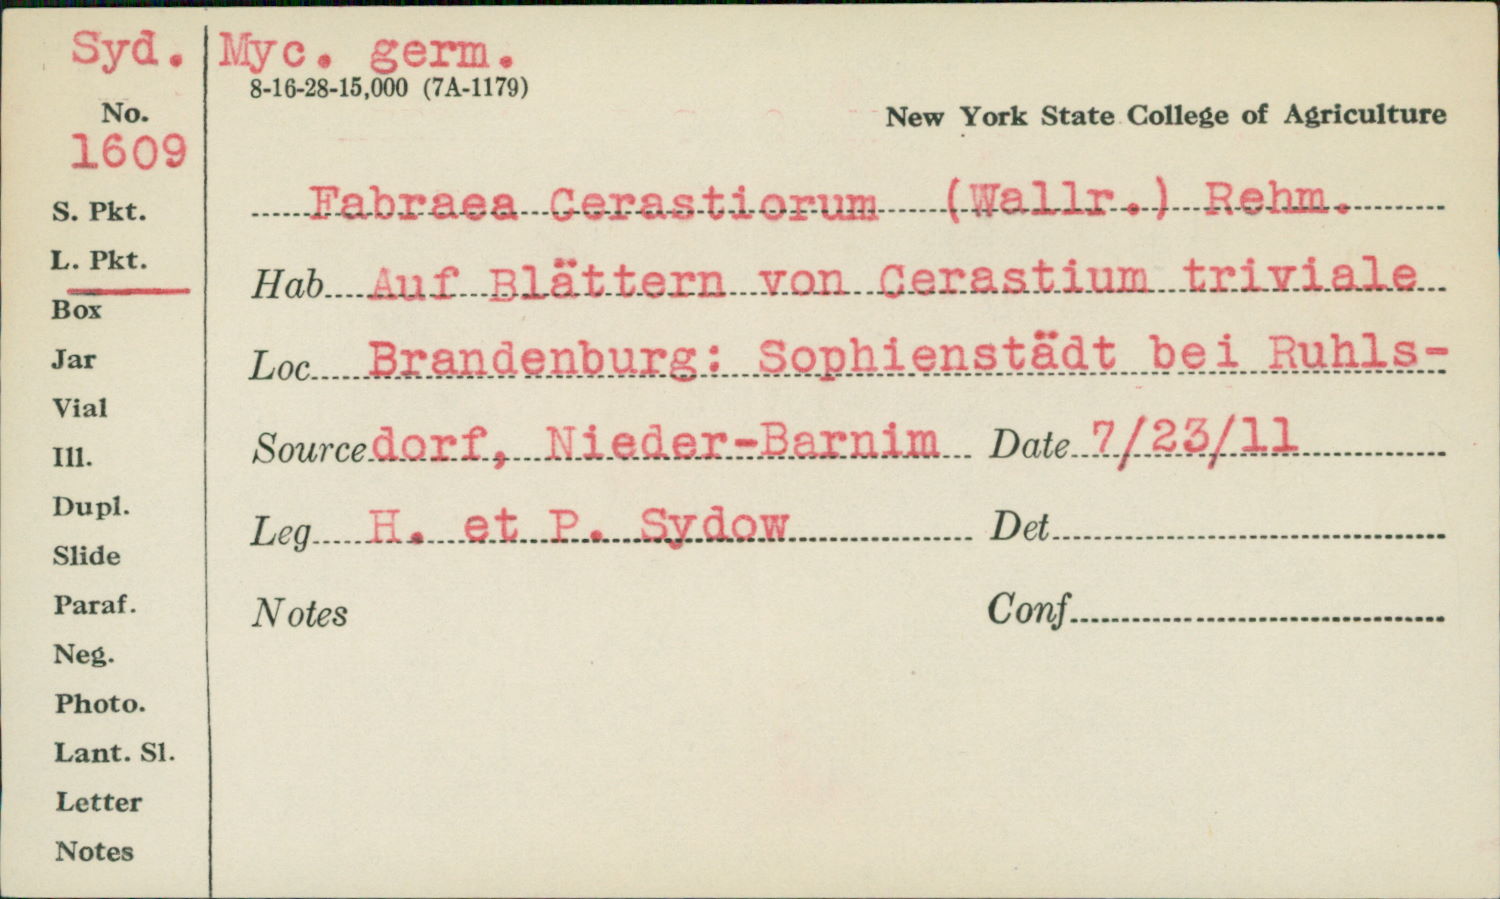 Syd. Myc. germ.
8-16-28-15,000 (7A-1179)
No.
New York State College of Agriculture
1609
S. Pkt.
Fabraea Cerastiorum (Wallr.) Rehm.
L. Pkt.
Hab Auf Blättern von Cerastium triviale
Box
Jar
Loc Brandenburg: Sophienstädt bei Ruhls-
Vial
Source dorf, Nieder-Barnim Date 7/23/11
Ill.
Dupl.
Leg H. et P. Sydow Det
Slide
Paraf.
Notes Conf
Neg.
Photo.
Lant. Sl.
Letter
Notes